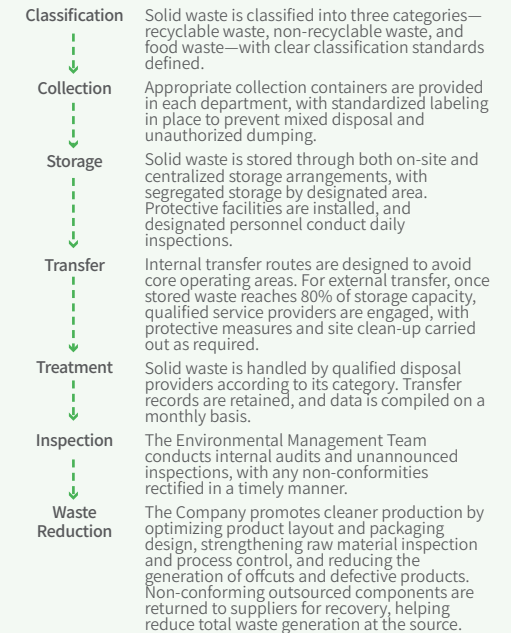 Classification
Solid waste is classified into three categories—
recyclable waste, non-recyclable waste, and
food waste—with clear classification standards
defined.
Collection
Appropriate collection containers are provided
in each department, with standardized labeling
in place to prevent mixed disposal and
unauthorized dumping.
Storage
Solid waste is stored through both on-site and
centralized storage arrangements, with
segregated storage by designated area.
Protective facilities are installed, and
designated personnel conduct daily
inspections.
Transfer
Internal transfer routes are designed to avoid
core operating areas. For external transfer, once
stored waste reaches 80% of storage capacity,
qualified service providers are engaged, with
protective measures and site clean-up carried
out as required.
Treatment
Solid waste is handled by qualified disposal
providers according to its category. Transfer
records are retained, and data is compiled on a
monthly basis.
Inspection
The Environmental Management Team
conducts internal audits and unannounced
inspections, with any non-conformities
rectified in a timely manner.
Waste
Reduction
The Company promotes cleaner production by
optimizing product layout and packaging
design, strengthening raw material inspection
and process control, and reducing the
generation of offcuts and defective products.
Non-conforming outsourced components are
returned to suppliers for recovery, helping
reduce total waste generation at the source.